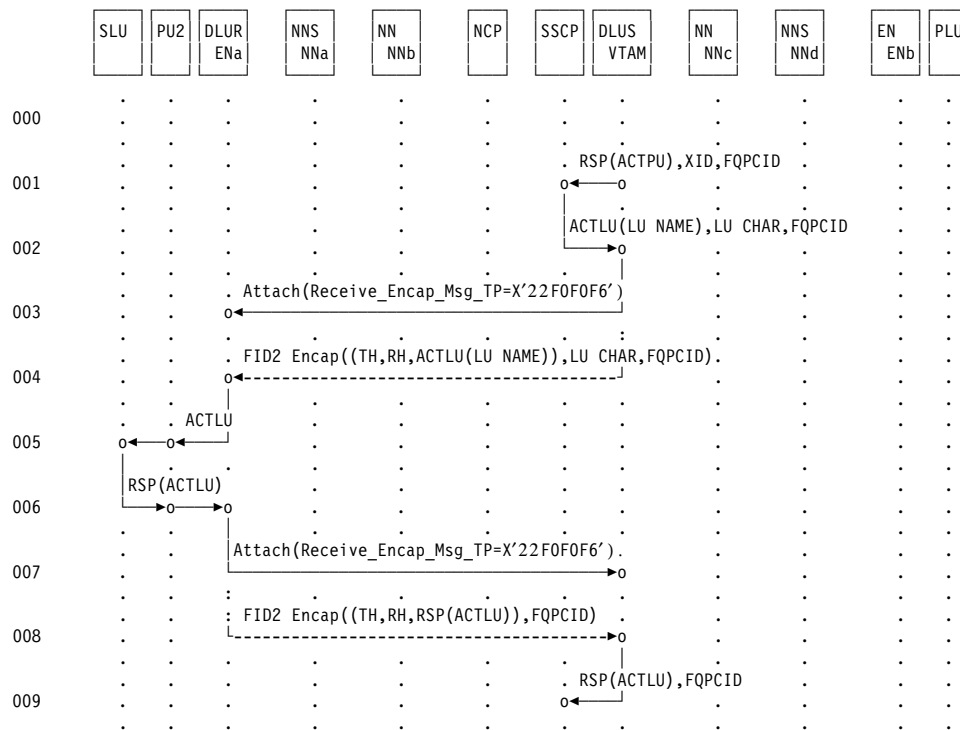 SLU PU2 DLUR NNS NN NCP SSCP DLUS NN NNS EN PLU
ENa NNa NNb VTAM NNc NNd ENb
000
RSP(ACTPU),XID,FQPCID
001
ACTLU(LU NAME),LU CHAR,FQPCID
002
Attach(Receive_Encap_Msg_TP=X′22F0F0F6′)
003
FID2 Encap((TH,RH,ACTLU(LU NAME)),LU CHAR,FQPCID)
004
ACTLU
005
RSP(ACTLU)
006
Attach(Receive_Encap_Msg_TP=X′22F0F0F6′)
007
FID2 Encap((TH,RH,RSP(ACTLU)),FQPCID)
008
RSP(ACTLU),FQPCID
009